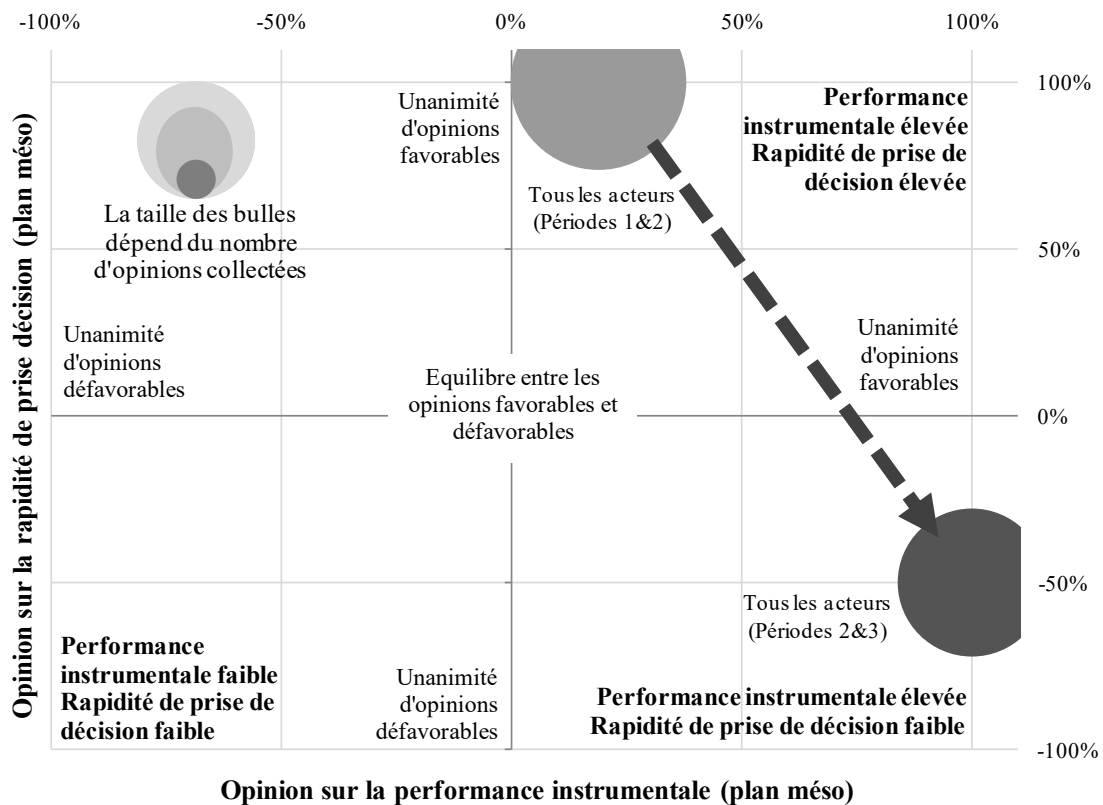 -100%
-50%
0%
50%
100%
Opinion sur la rapidité de prise décision (plan méso)
La taille des bulles
dépend du nombre
d'opinions collectées
Unanimité
d'opinions
favorables
Tous les acteurs
(Périodes 1&2)
Performance
instrumentale élevée
Rapidité de prise de
décision élevée
100%
50%
0%
-50%
-100%
Unanimité
d'opinions
défavorables
Equilibre entre les
opinions favorables et
défavorables
Unanimité
d'opinions
favorables
Tous les acteurs
(Périodes 2&3)
Performance
instrumentale faible
Rapidité de prise de
décision faible
Unanimité
d'opinions
défavorables
Performance instrumentale élevée
Rapidité de prise de décision faible
Opinion sur la performance instrumentale (plan méso)